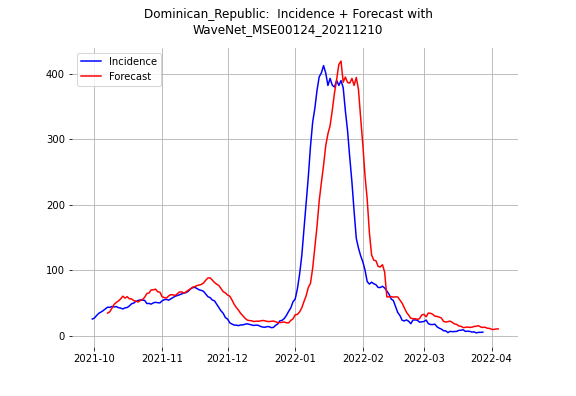 Dominican_Republic:  Incidence + Forecast with
WaveNet_MSE00124_20211210
Incidence
Forecast
400
300
200
100
0
2021-10 2021-11 2021-12 2022-01 2022-02 2022-03 2022-04